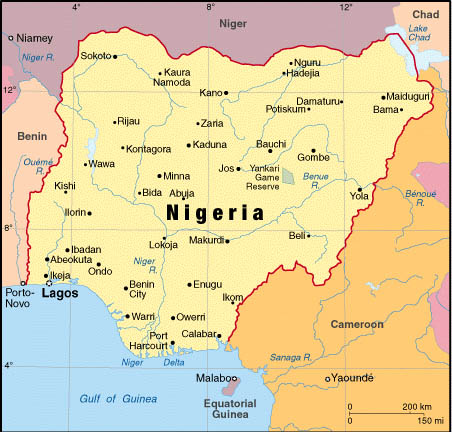 4°
8°
12°
Niger
Chad
Niamey
Lake
Chad
Niger R.
Sokoto
Kaura
Namoda
Nguru
Hadejia
12°
Kano
Damaturu
Maiduguri
Potiskum
Bama
Rijau
Zaria
Benin
Kontagora
Kaduna
Bauchi
Gombe
Ouémé
R.
Wawa
Minna
Jos
Yankari
Game
Reserve
Benue
R.
Kishi
Bida
Abuja
Yola
Bénoué
R.
Ilorin
Nigeria
8°
Lokoja
Makurdi
Beli
Ibadan
Abeokuta
Ondo
Niger
R.
Ikeja
Porto-
Novo
Lagos
Benin
City
Enugu
Ikom
Warri
Owerri
Port
Harcourt
Calabar
Cameroon
4°
Niger Delta
Sanaga R.
Malabo
Yaoundé
Gulf of Guinea
Equatorial
Guinea
0 200 km
0 150 mi